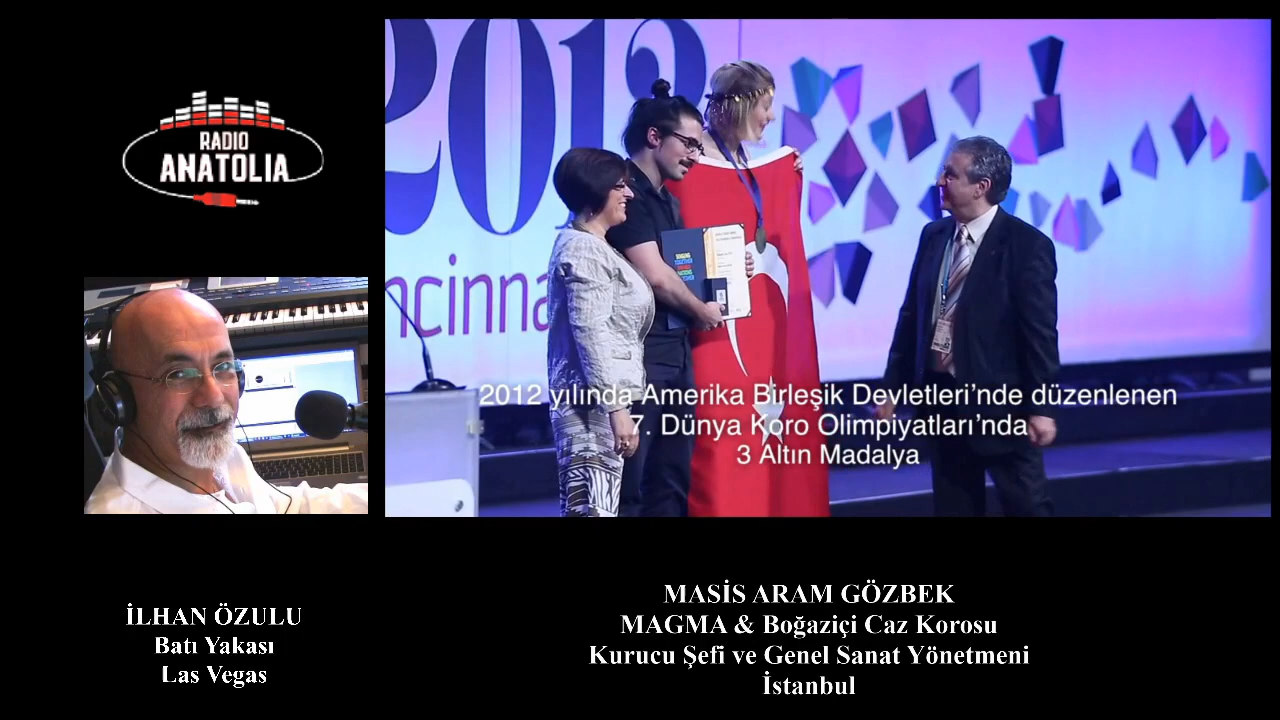 RADIO
ANATOLIA
2012
ncinna
2012 yılında Amerika Birleşik Devletleri’nde düzenlenen
7. Dünya Koro Olimpiyatları’nda
3 Altın Madalya
İLHAN ÖZULU
Batı Yakası
Las Vegas
MASİS ARAM GÖZBEK
MAGMA & Boğaziçi Caz Korosu
Kurucu Şefi ve Genel Sanat Yönetmeni
İstanbul